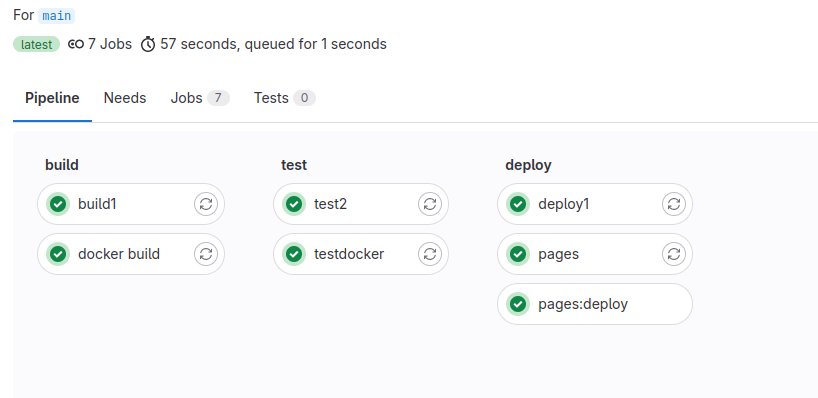 For main
latest 7 Jobs 57 seconds, queued for 1 seconds
Pipeline Needs Jobs 7 Tests 0
build test deploy
build1 test2 deploy1
docker build testdocker pages
pages:deploy